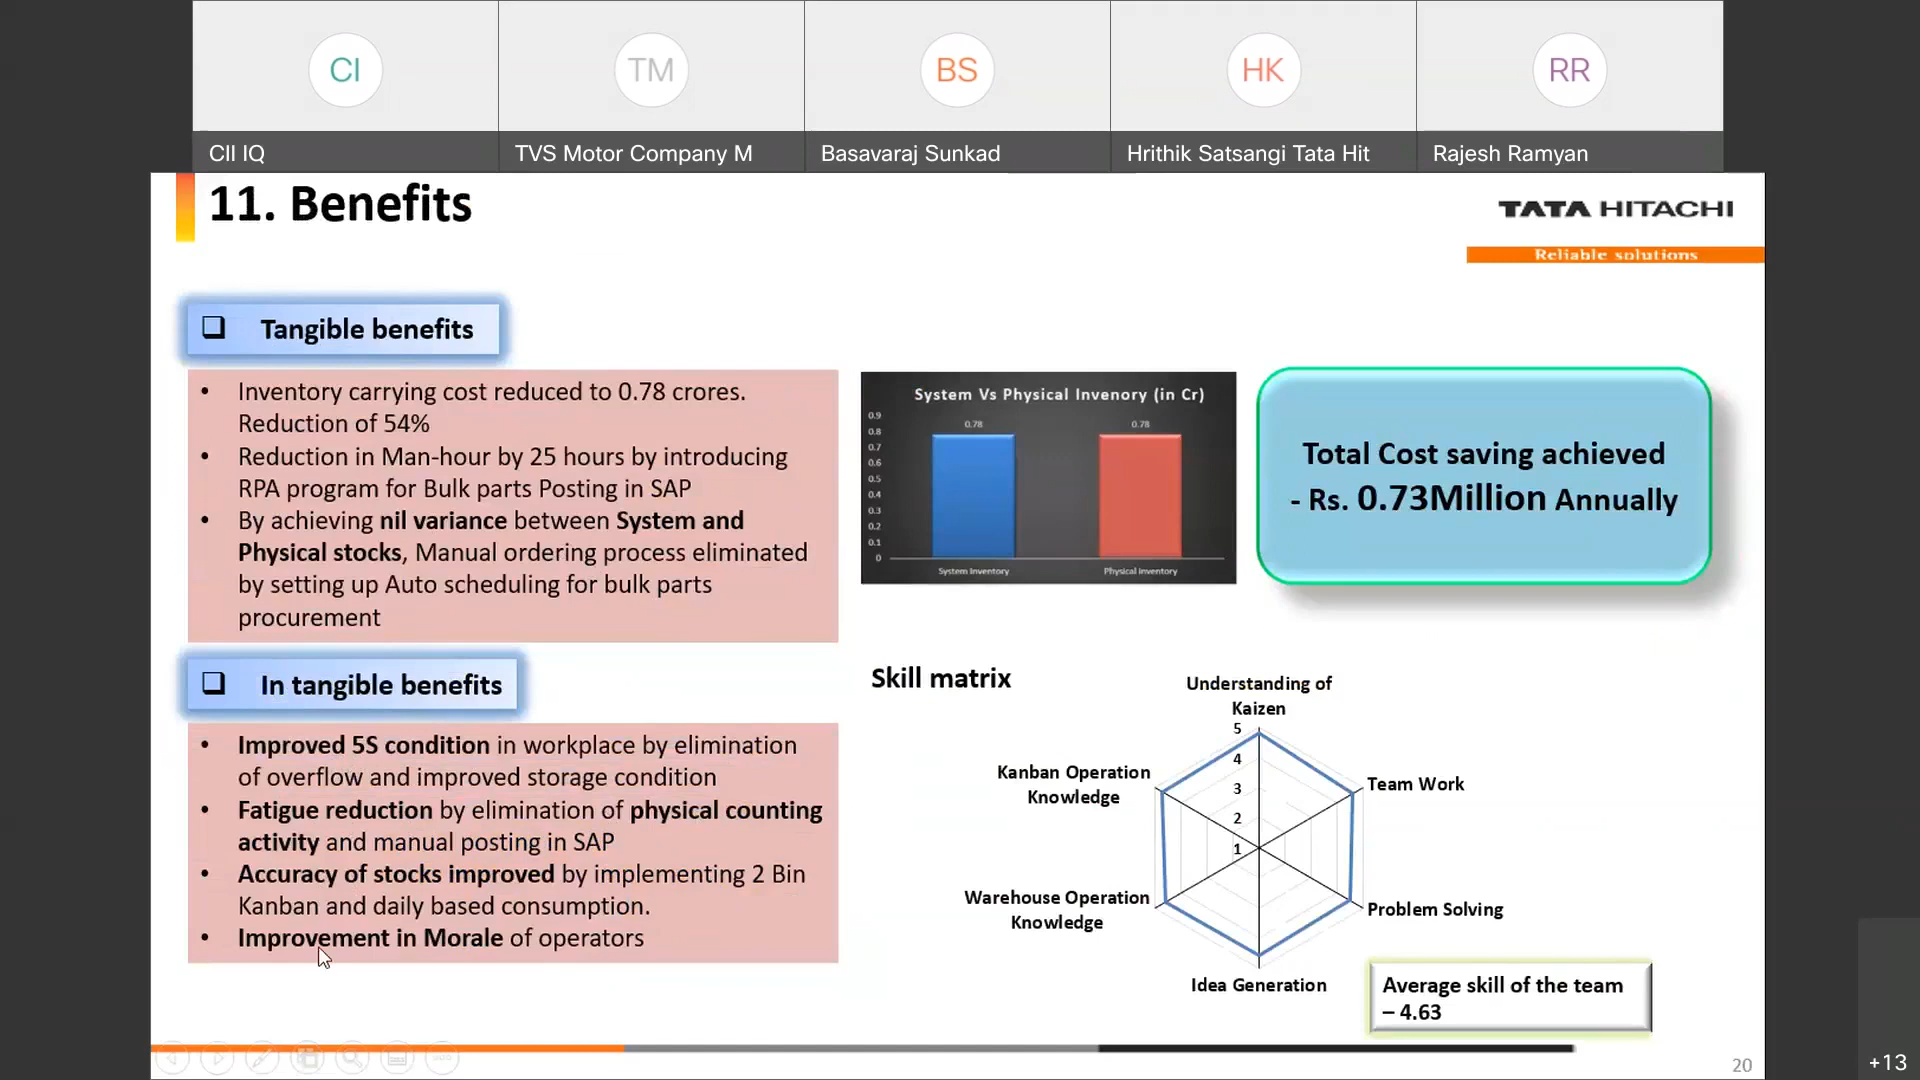 CI
TM
BS
HK
RR
CII IQ
TVS Motor Company M
Basavaraj Sunkad
Hrithik Satsangi Tata Hit
Rajesh Ramyan
11. Benefits
TATA HITACHI
Reliable solutions
Tangible benefits
• Inventory carrying cost reduced to 0.78 crores.
Reduction of 54%
• Reduction in Man-hour by 25 hours by introducing
RPA program for Bulk parts Posting in SAP
• By achieving nil variance between System and
Physical stocks, Manual ordering process eliminated
by setting up Auto scheduling for bulk parts
procurement
System Vs Physical Invenory (in Cr)
0.9
0.8
0.7
0.6
0.5
0.4
0.3
0.2
0.1
0
0.78
0.78
System Inventory
Physical Inventory
Total Cost saving achieved
- Rs. 0.73Million Annually
In tangible benefits
• Improved 5S condition in workplace by elimination
of overflow and improved storage condition
• Fatigue reduction by elimination of physical counting
activity and manual posting in SAP
• Accuracy of stocks improved by implementing 2 Bin
Kanban and daily based consumption.
• Improvement in Morale of operators
Skill matrix
Understanding of
Kaizen
5
4
3
2
1
Team Work
Problem Solving
Idea Generation
Warehouse Operation
Knowledge
Kanban Operation
Knowledge
Average skill of the team
– 4.63
20
+13